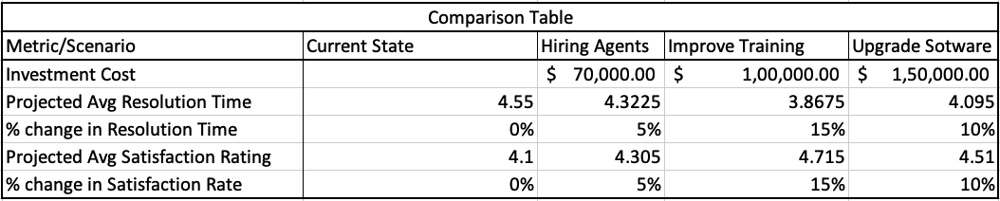 Comparison Table
Metric/Scenario Current State Hiring Agents Improve Training Upgrade Sotware
Investment Cost $ 70,000.00 $ 1,00,000.00 $ 1,50,000.00
Projected Avg Resolution Time 4.55 4.3225 3.8675 4.095
% change in Resolution Time 0% 5% 15% 10%
Projected Avg Satisfaction Rating 4.1 4.305 4.715 4.51
% change in Satisfaction Rate 0% 5% 15% 10%